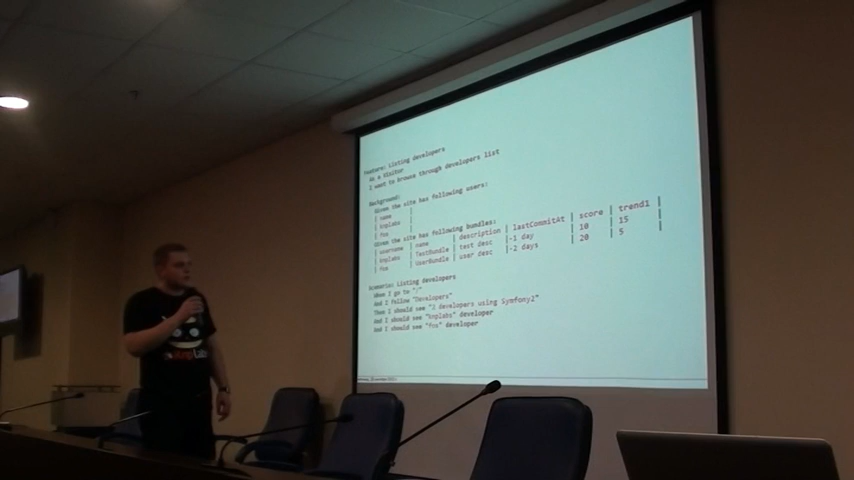 Feature: Listing developers
As a Visitor
I want to browse through developers list
Background:
Given the site has following users:
| name |
| knplabs |
| fos |
Given the site has following bundles:
| username | name | description | lastCommitAt | score | trend1 |
| knplabs | TestBundle | test desc |-1 day | 10 | 15 |
| fos | UserBundle | user desc |-2 days | 20 | 5 |
Scenario: Listing developers
When I go to "/"
And I follow "Developers"
Then I should see "2 developers using Symfony2"
And I should see "knplabs" developer
And I should see "fos" developer
KnpLabs